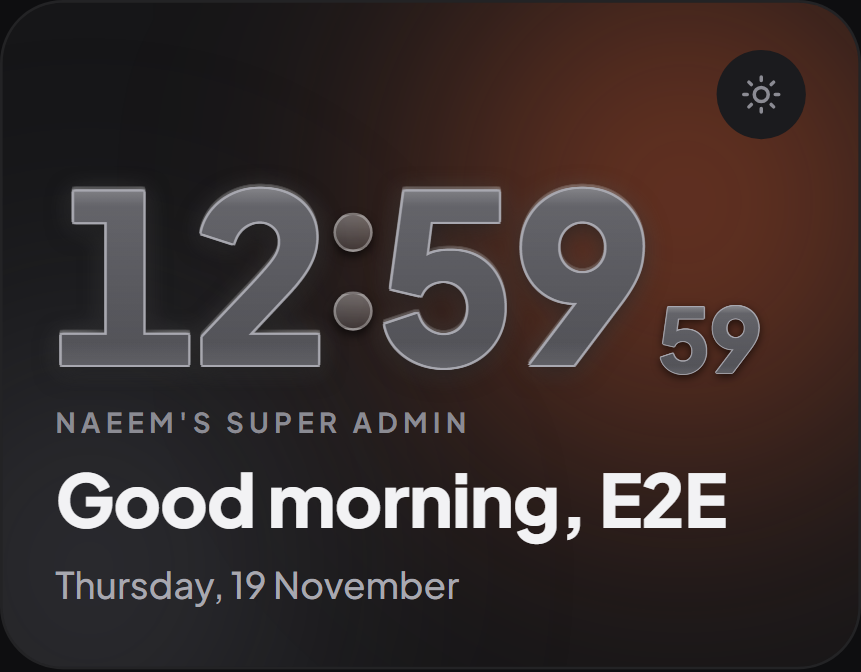 12:59 59
NAEEM'S SUPER ADMIN
Good morning, E2E
Thursday, 19 November